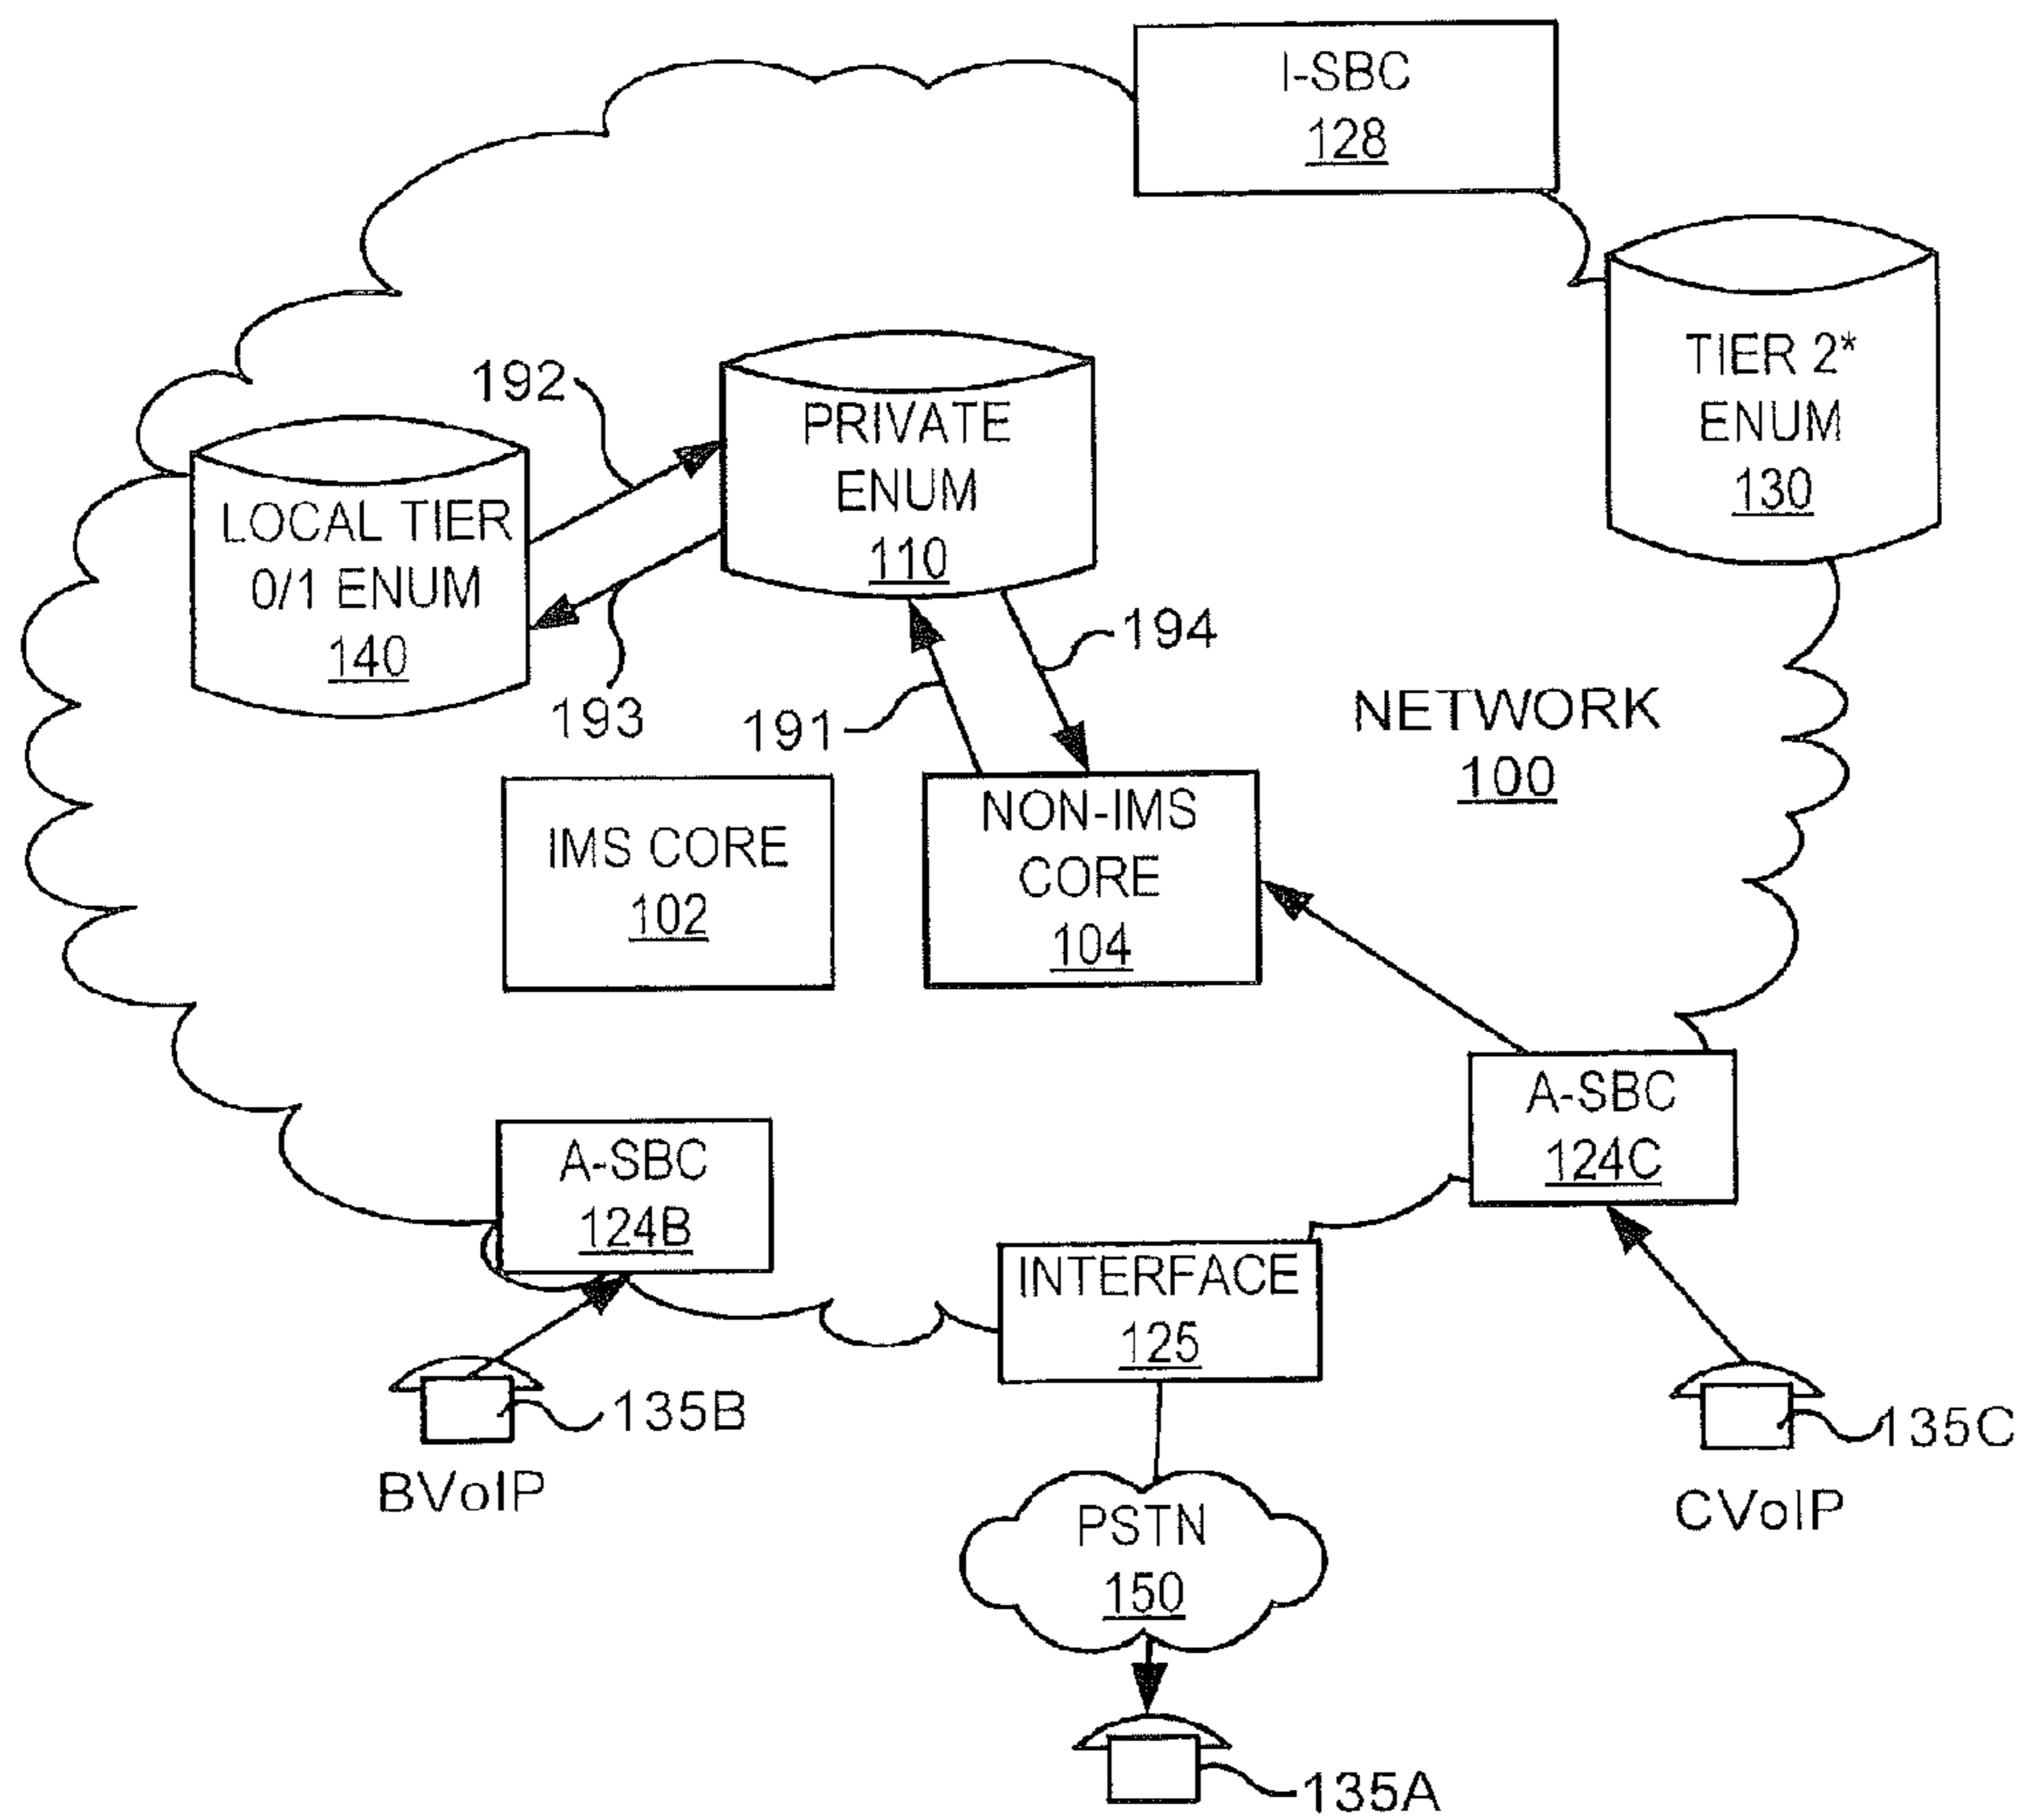 I-SBC
128
TIER 2*
ENUM
130
192
PRIVATE
ENUM
110
LOCAL TIER
0/1 ENUM
140
194
193
191
NETWORK
100
NON-IMS
CORE
104
IMS CORE
102
A-SBC
124C
A-SBC
124B
INTERFACE
125
135B
BVoIP
135C
CVoIP
PSTN
150
135A